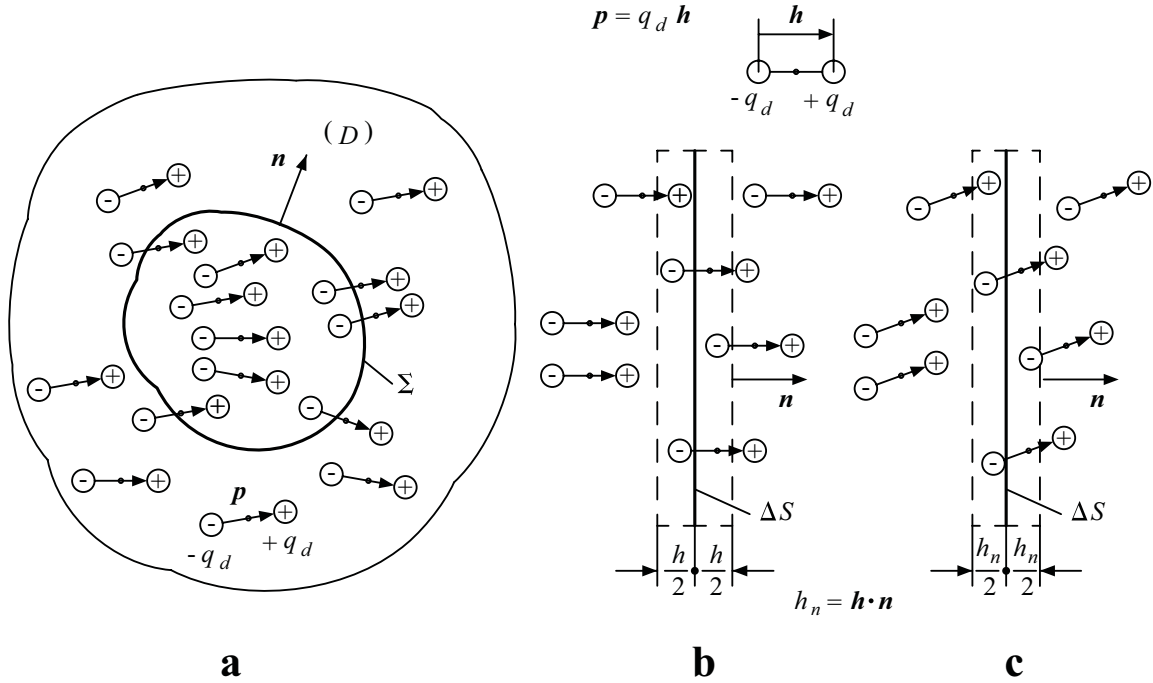 p = q_d h
h
- q_d + q_d
(D)
n
Σ
p
- q_d + q_d
n
ΔS
h/2 h/2
n
ΔS
h_n/2 h_n/2
h_n = h·n
a b c